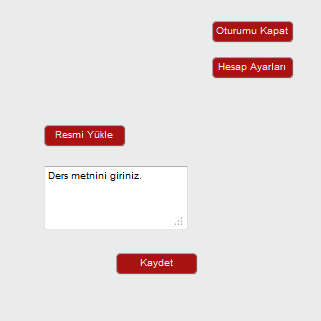 Oturumu Kapat
Hesap Ayarları
Resmi Yükle
Ders metnini giriniz.
Kaydet